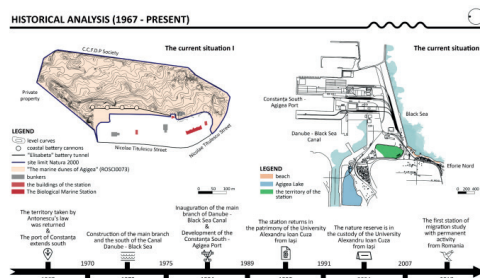 HISTORICAL ANALYSIS (1967 - PRESENT)
The current situation I
C.C.F.D.P Society
Private
property
Nicolae Titulescu Street
Nicolae Titulescu Street
LEGEND
level curves
coastal battery cannons
"Elisabeta" battery tunnel
site limit Natura 2000
"The marine dunes of Agigea" (ROSCI0073)
bunkers
the buildings of the station
The Biological Marine Station
0 50 100 m
The current situation
Constanța South -
Agigea Port
Black Sea
Danube - Black Sea
Canal
Eforie Nord
LEGEND
beach
Agigea Lake
the territory of the
station
The territory taken by
Antonrescu's law
was returned
&
The port of Constanța
extends south
Construction of the main branch
and the south of the Canal
Danube - Black Sea
Inauguration of the main
branch of Danube -
Black Sea Canal
&
Development of the
Constanța South -
Agigea Port
The station returns in
the patrimony of the University
Alexandru Ioan Cuza
from Iași
The nature reserve is in
the custody of the University
Alexandru Ioan Cuza
from Iași
The first station of
migration study
with permanent
activity
from Romania
1970
1975
1984
1989
1991
2007